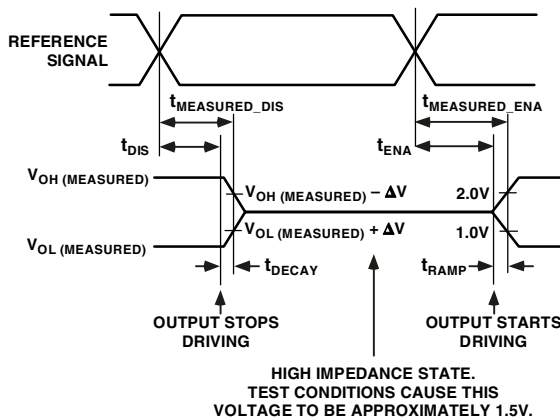 REFERENCE
SIGNAL
tMEASURED_DIS
tMEASURED_ENA
tDIS
tENA
VOH (MEASURED)
VOH (MEASURED) – ΔV
2.0V
VOL (MEASURED) + ΔV
1.0V
VOL (MEASURED)
tDECAY
tRAMP
OUTPUT STOPS
DRIVING
OUTPUT STARTS
DRIVING
HIGH IMPEDANCE STATE.
TEST CONDITIONS CAUSE THIS
VOLTAGE TO BE APPROXIMATELY 1.5V.